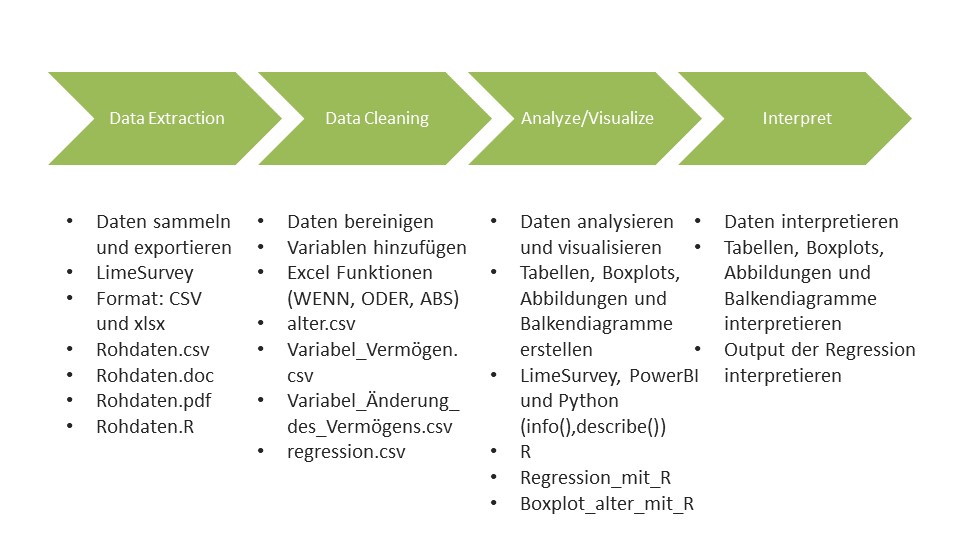 Data Extraction
Data Cleaning
Analyze/Visualize
Interpret
• Daten sammeln
und exportieren
• LimeSurvey
• Format: CSV
und xlsx
• Rohdaten.csv
• Rohdaten.doc
• Rohdaten.pdf
• Rohdaten.R
• Daten bereinigen
• Variablen hinzufügen
• Excel Funktionen
(WENN, ODER, ABS)
• alter.csv
• Variabel_Vermögen.
csv
• Variabel_Änderung_
des_Vermögens.csv
• regression.csv
• Daten analysieren
und visualisieren
• Tabellen, Boxplots,
Abbildungen und
Balkendiagramme
erstellen
• LimeSurvey, PowerBI
und Python
(info(),describe())
• R
• Regression_mit_R
• Boxplot_alter_mit_R
• Daten interpretieren
• Tabellen, Boxplots,
Abbildungen und
Balkendiagramme
interpretieren
• Output der Regression
interpretieren